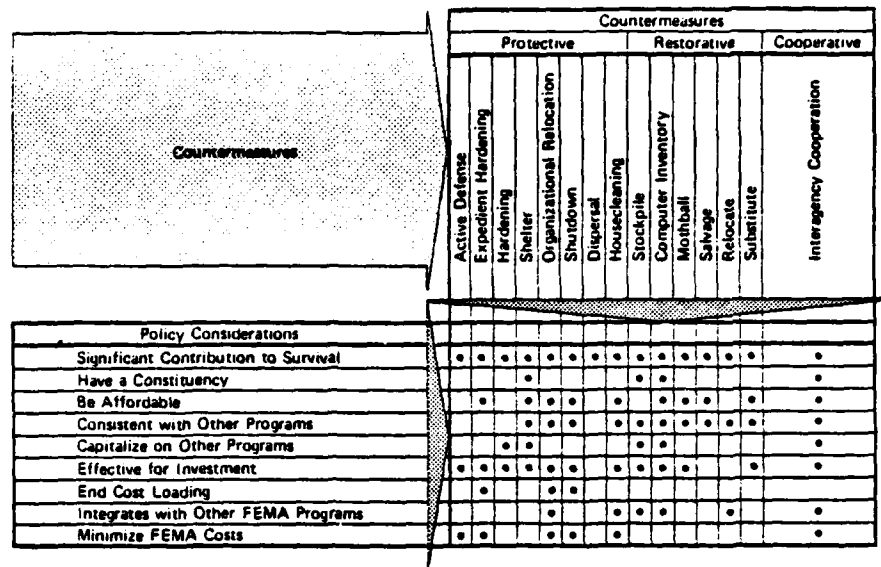 Countermeasures
Protective Restorative Cooperative
Countermeasures
Active Defense
Expedient Hardening
Hardening
Shelter
Organizational Relocation
Shutdown
Dispersal
Housecleaning
Stockpile
Computer Inventory
Mothball
Salvage
Relocate
Substitute
Interagency Cooperation
Policy Considerations
Significant Contribution to Survival
Have a Constituency
Be Affordable
Consistent with Other Programs
Capitalize on Other Programs
Effective for Investment
End Cost Loading
Integrates with Other FEMA Programs
Minimize FEMA Costs